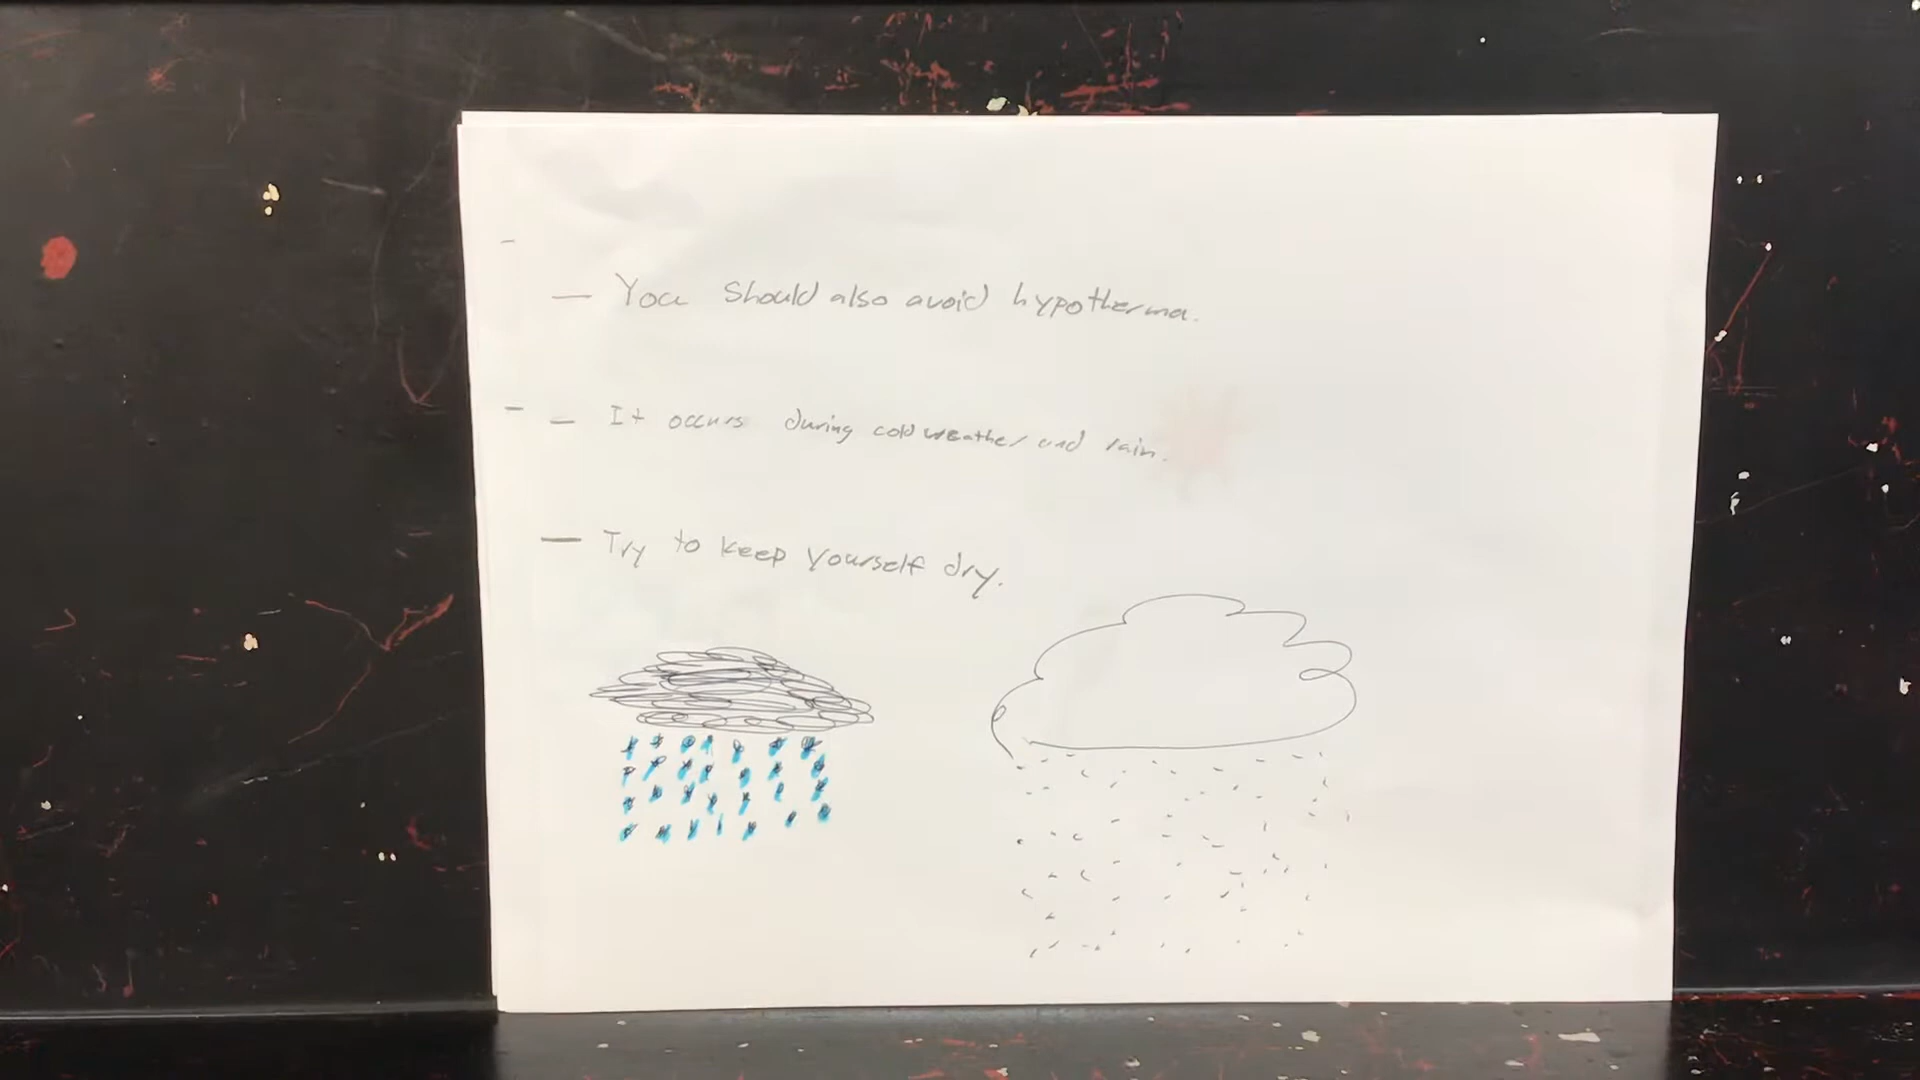 — You should also avoid hypotherma.
— It occurs during cold weather and rain.
— Try to keep yourself dry.